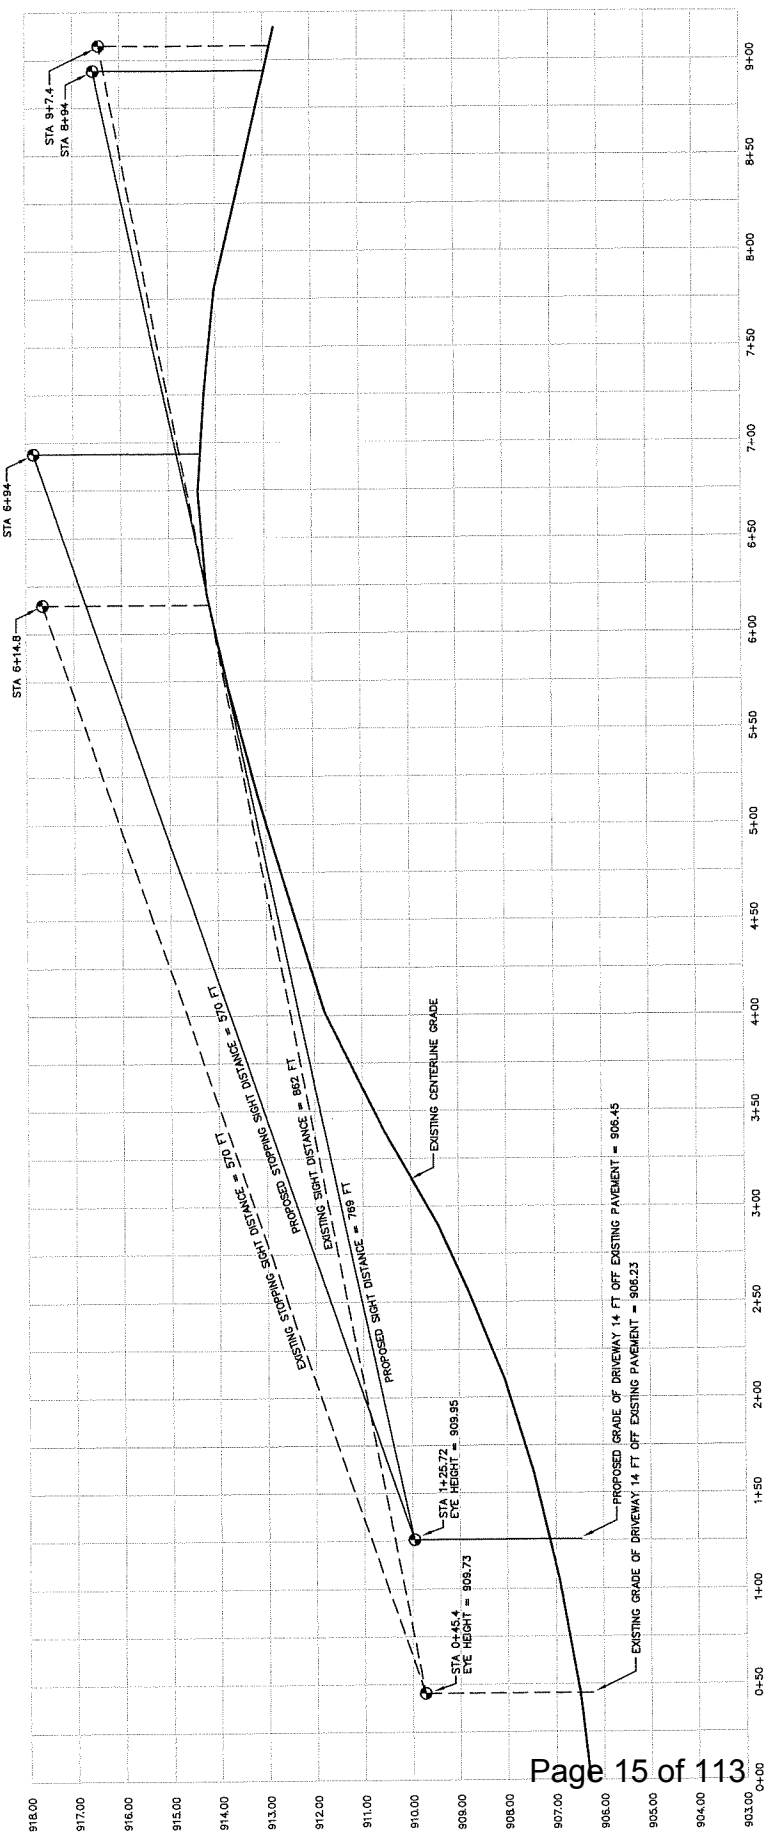 STA 9+7.4
STA 8+94
STA 6+94
STA 6+14.8
EXISTING STOPPING SIGHT DISTANCE = 570 FT
PROPOSED STOPPING SIGHT DISTANCE = 570 FT
EXISTING SIGHT DISTANCE = 862 FT
PROPOSED SIGHT DISTANCE = 769 FT
EXISTING CENTERLINE GRADE
STA 1+25.72
EYE HEIGHT = 909.95
STA 0+45.4
EYE HEIGHT = 909.73
PROPOSED GRADE OF DRIVEWAY 14 FT OFF EXISTING PAVEMENT = 906.45
EXISTING GRADE OF DRIVEWAY 14 FT OFF EXISTING PAVEMENT = 906.23
918.00
917.00
916.00
915.00
914.00
913.00
912.00
911.00
910.00
909.00
908.00
907.00
906.00
905.00
904.00
903.00
0+00
0+50
1+00
1+50
2+00
2+50
3+00
3+50
4+00
4+50
5+00
5+50
6+00
6+50
7+00
7+50
8+00
8+50
9+00
Page 15 of 113